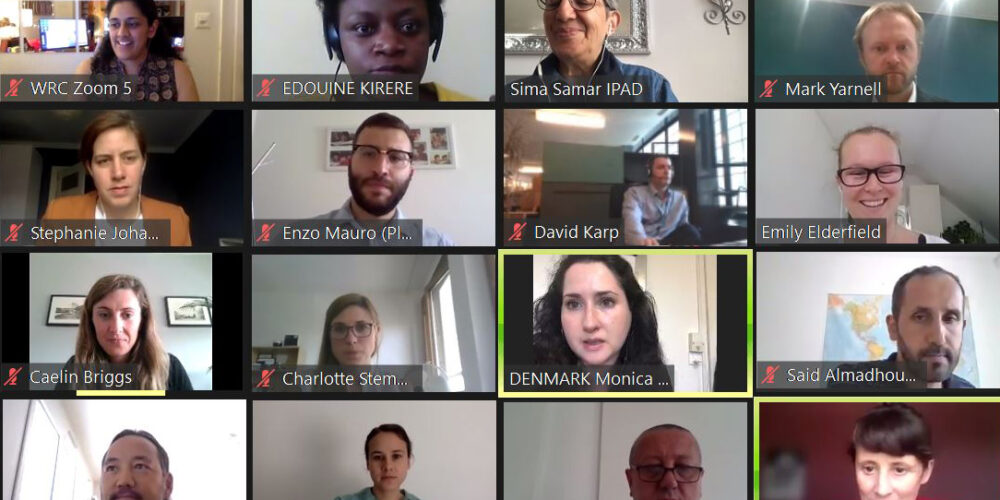 WRC Zoom 5
EDOUINE KIRERE
Sima Samar IPAD
Mark Yarnell
Stephanie Joha...
Enzo Mauro (Pl...
David Karp
Emily Elderfield
Caelin Briggs
Charlotte Stem...
DENMARK Monica ...
Said Almadhou...